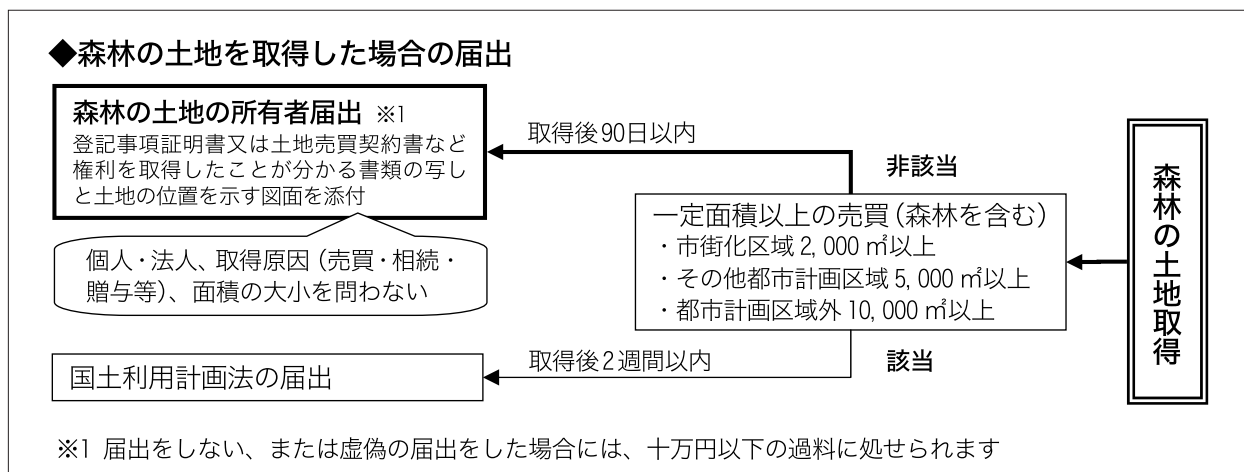 ◆森林の土地を取得した場合の届出
森林の土地の所有者届出 ※1
登記事項証明書又は土地売買契約書など
権利を取得したことが分かる書類の写し
と土地の位置を示す図面を添付
個人・法人、取得原因(売買・相続・
贈与等)、面積の大小を問わない
国土利用計画法の届出
取得後90日以内
非該当
一定面積以上の売買(森林を含む)
・市街化区域2,000㎡以上
・その他都市計画区域5,000㎡以上
・都市計画区域外10,000㎡以上
取得後2週間以内
該当
森林の土地取得
※1 届出をしない、または虚偽の届出をした場合には、十万円以下の過料に処せられます